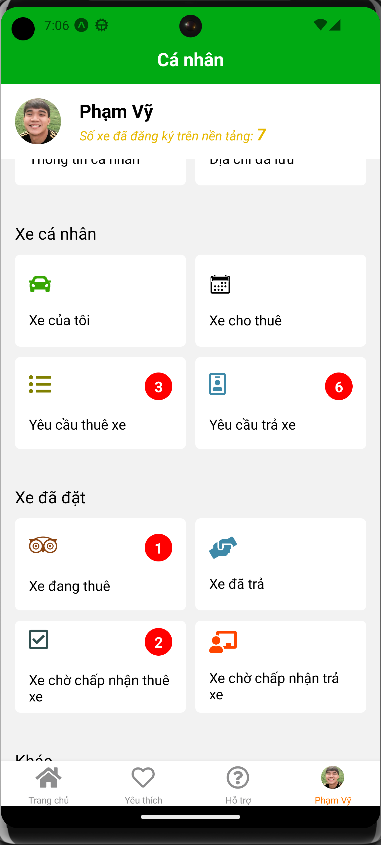 7:06
Cá nhân
Phạm Vỹ
Số xe đã đăng ký trên nền tảng: 7
Thông tin cá nhân
Địa chỉ đã lưu
Xe cá nhân
Xe của tôi
Xe cho thuê
3
6
Yêu cầu thuê xe
Yêu cầu trả xe
Xe đã đặt
1
Xe đang thuê
Xe đã trả
2
Xe chờ chấp nhận thuê
xe
Xe chờ chấp nhận trả
xe
Khác
Trang chủ
Yêu thích
Hỗ trợ
Phạm Vỹ